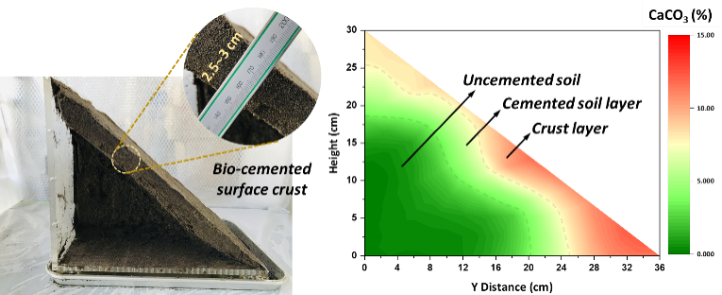 2.5~3 cm
Bio-cemented
surface crust
CaCO₃ (%)
15.00
10.00
5.000
0.000
Height (cm)
30
25
20
15
10
5
0
Uncemented soil
Cemented soil layer
Crust layer
0 4 8 12 16 20 24 28 32 36
Y Distance (cm)